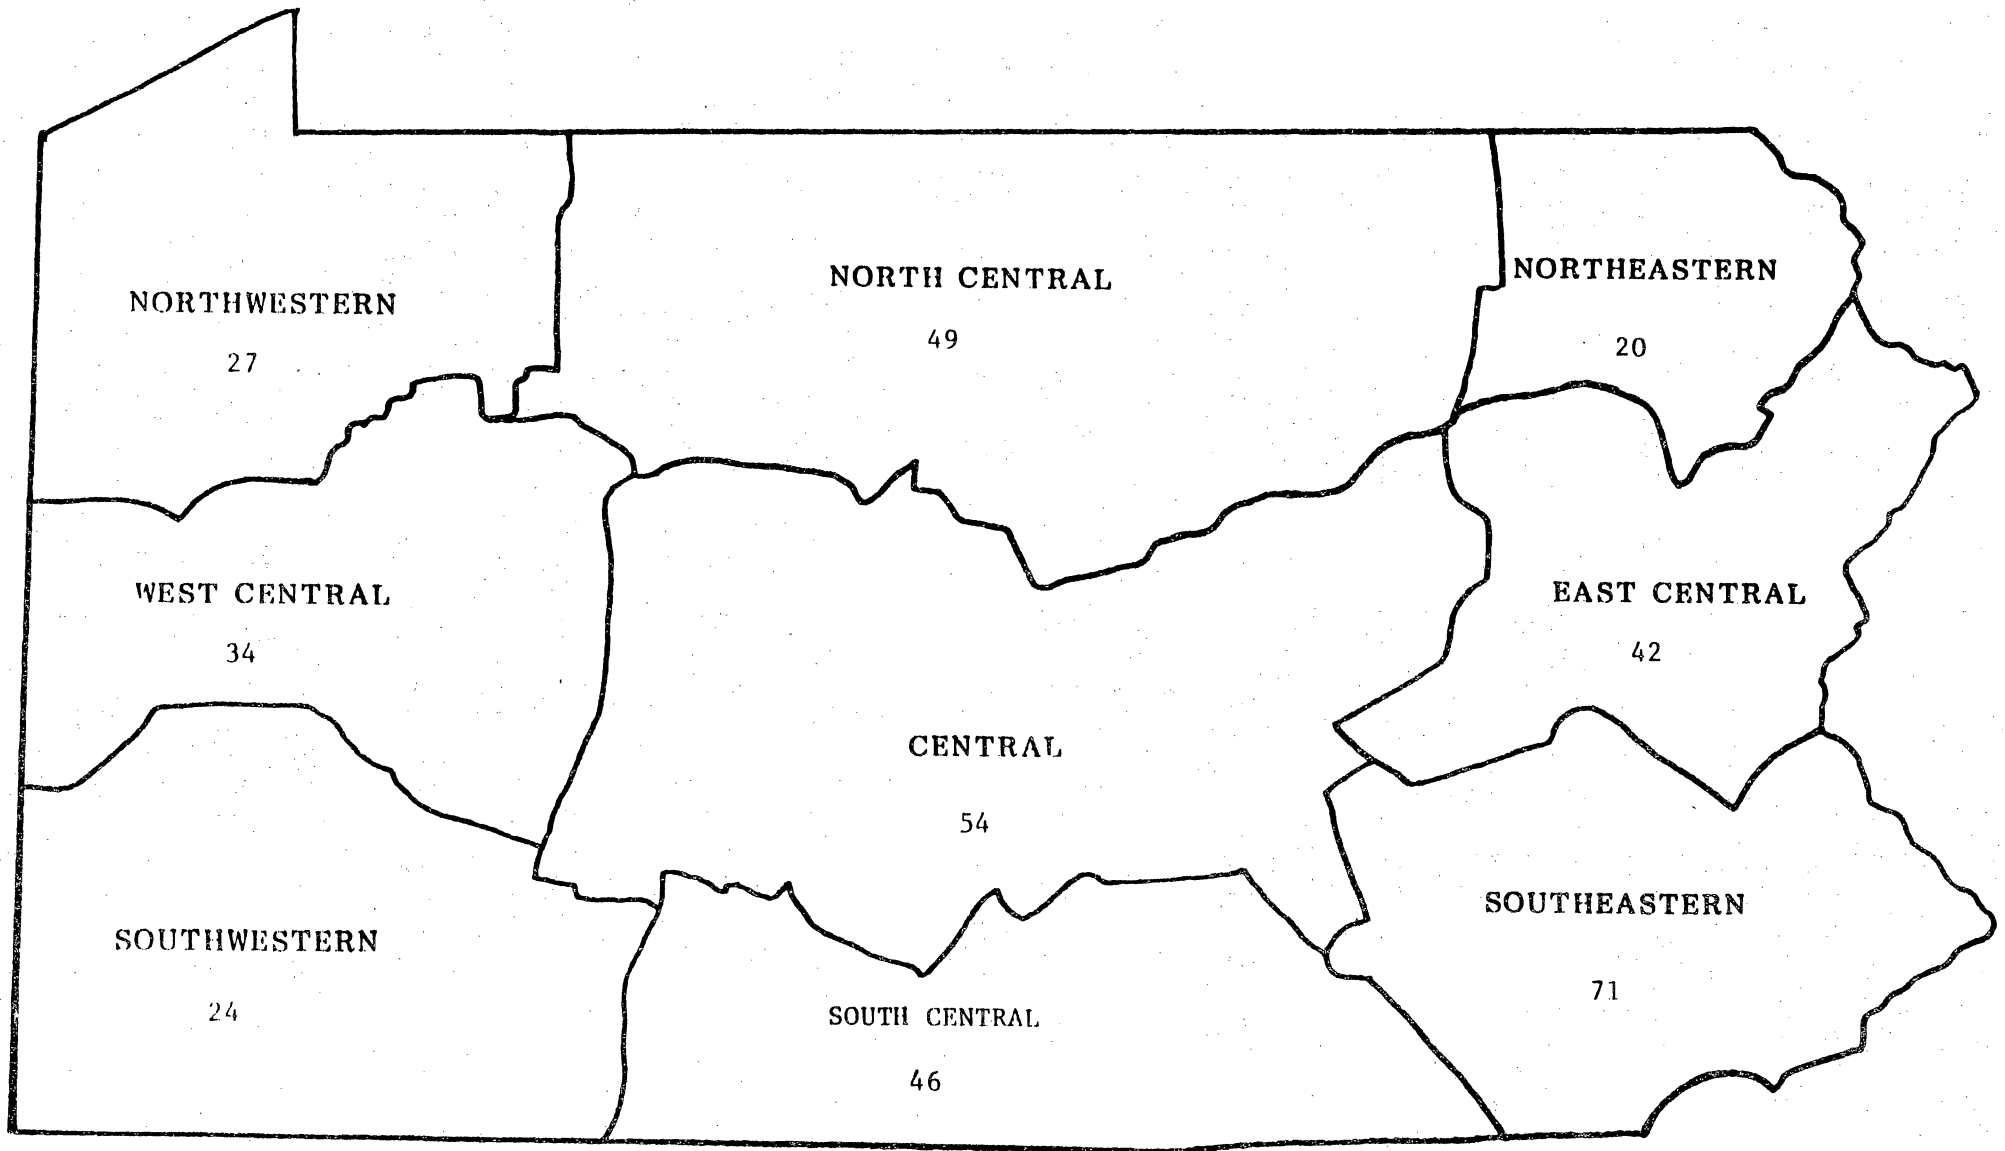 NORTHWESTERN
27
NORTH CENTRAL
49
NORTHEASTERN
20
WEST CENTRAL
34
CENTRAL
54
EAST CENTRAL
42
SOUTHWESTERN
24
SOUTH CENTRAL
46
SOUTHEASTERN
71